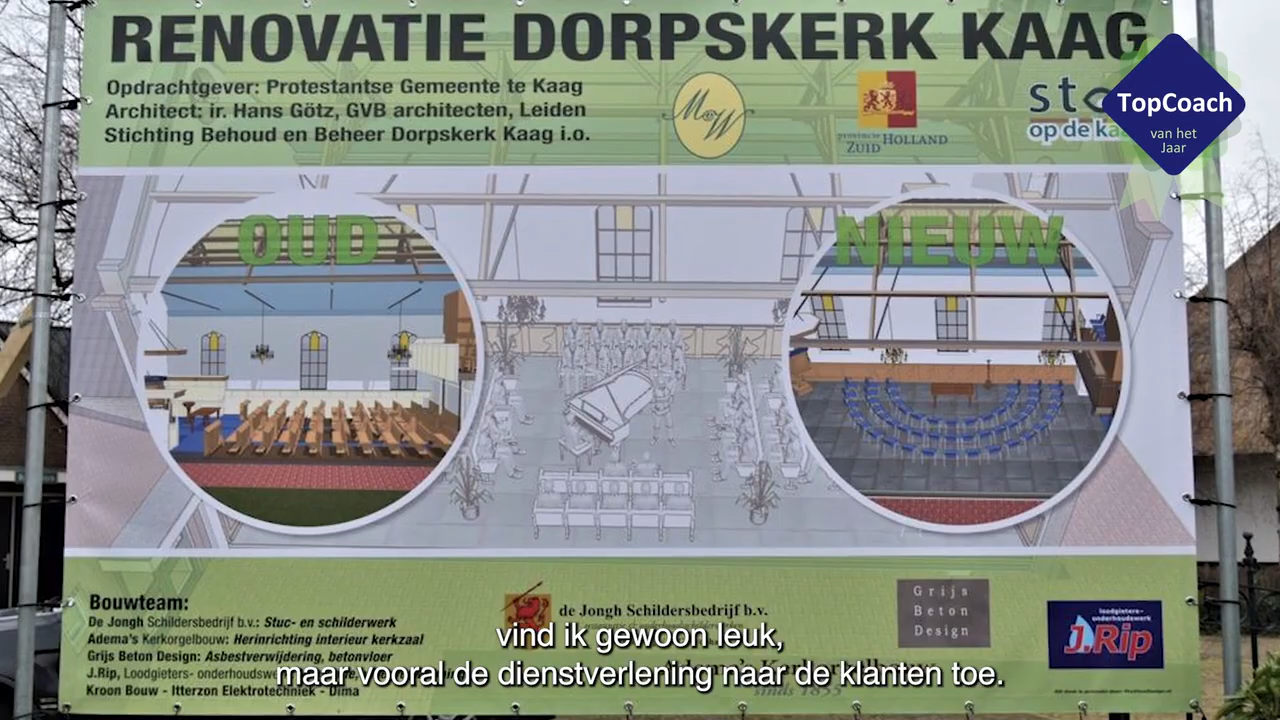 RENOVATIE DORPSKERK KAAG
Opdrachtgever: Protestantse Gemeente te Kaag
Architect: ir. Hans Götz, GVB architecten, Leiden
Stichting Behoud en Beheer Dorpskerk Kaag i.o.
M&W
provincie
ZUID HOLLAND
op de
TopCoach
van het
Jaar
OUD
NIEUW
Bouwteam:
De Jongh Schildersbedrijf b.v.: Stuc- en schilderwerk
Adema's Kerkorgelbouw: Herinrichting interieur kerkzaal
Grijs Beton Design: Asbestverwijdering, betonvloer
J.Rip, Loodgieters- onderhoudswerk
Kroon Bouw - Itterzon Elektrotechniek - Dima
de Jongh Schildersbedrijf b.v.
sinds 1855
Grijs
Beton
Design
loodgieters-
onderhoudswerk
J.Rip
vind ik gewoon leuk,
maar vooral de dienstverlening naar de klanten toe.